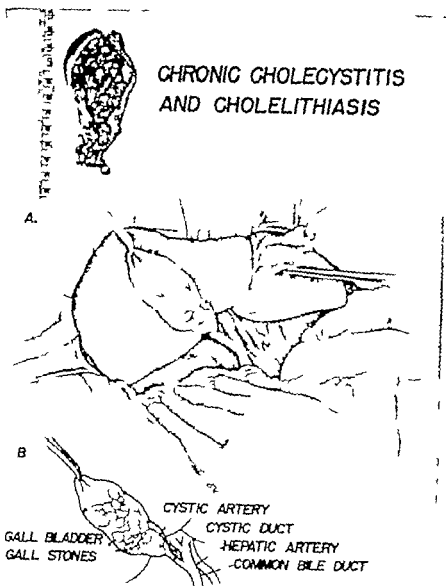 CHRONIC CHOLECYSTITIS
AND CHOLELITHIASIS
A.
B
CYSTIC ARTERY
CYSTIC DUCT
GALL BLADDER
HEPATIC ARTERY
GALL STONES
COMMON BILE DUCT